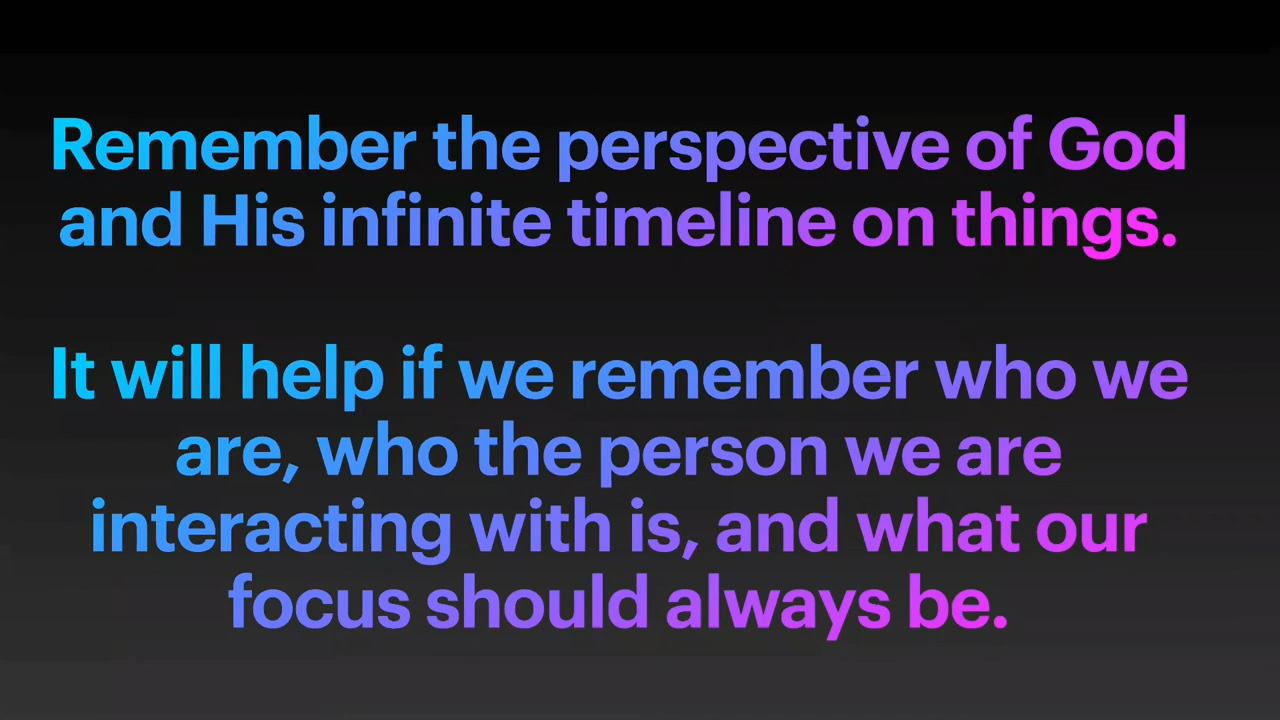 Remember the perspective of God
and His infinite timeline on things.
It will help if we remember who we
are, who the person we are
interacting with is, and what our
focus should always be.